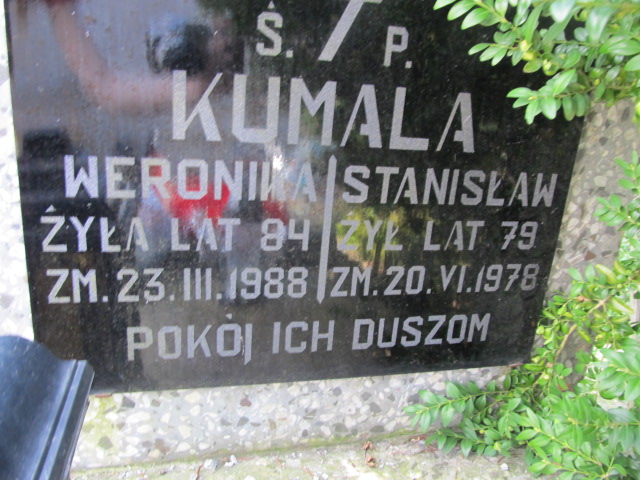 Ś. P.
KUMALA
WERONIKA STANISŁAW
ŻYŁA LAT 84 ŻYŁ LAT 79
ZM. 23. III. 1988 ZM. 20. VI. 1978
POKÓJ ICH DUSZOM